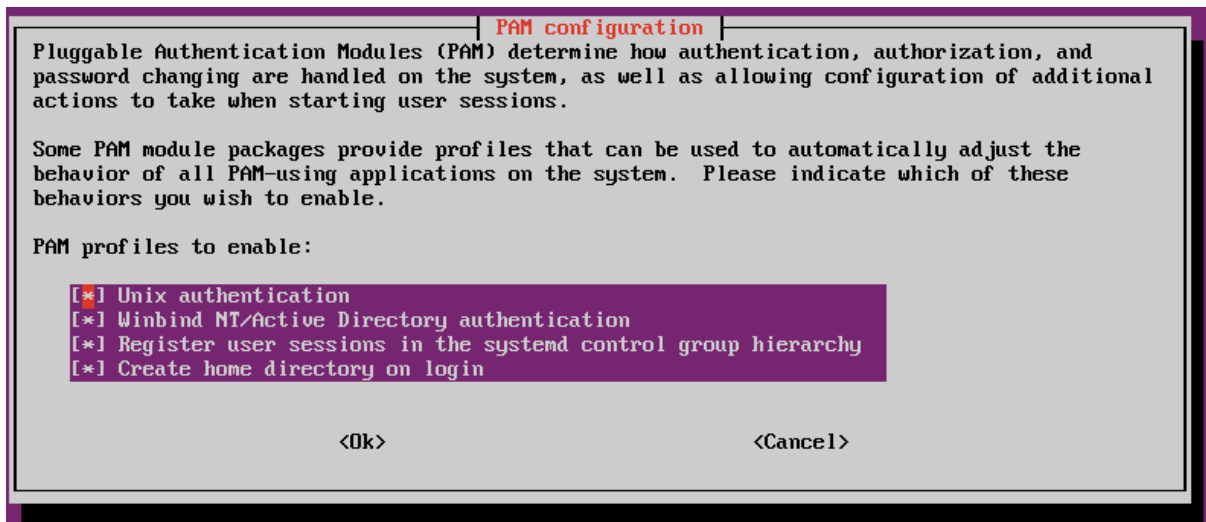 PAM configuration
Pluggable Authentication Modules (PAM) determine how authentication, authorization, and
password changing are handled on the system, as well as allowing configuration of additional
actions to take when starting user sessions.
Some PAM module packages provide profiles that can be used to automatically adjust the
behavior of all PAM-using applications on the system.  Please indicate which of these
behaviors you wish to enable.
PAM profiles to enable:
[*] Unix authentication
[*] Winbind NT/Active Directory authentication
[*] Register user sessions in the systemd control group hierarchy
[*] Create home directory on login
<Ok> <Cancel>